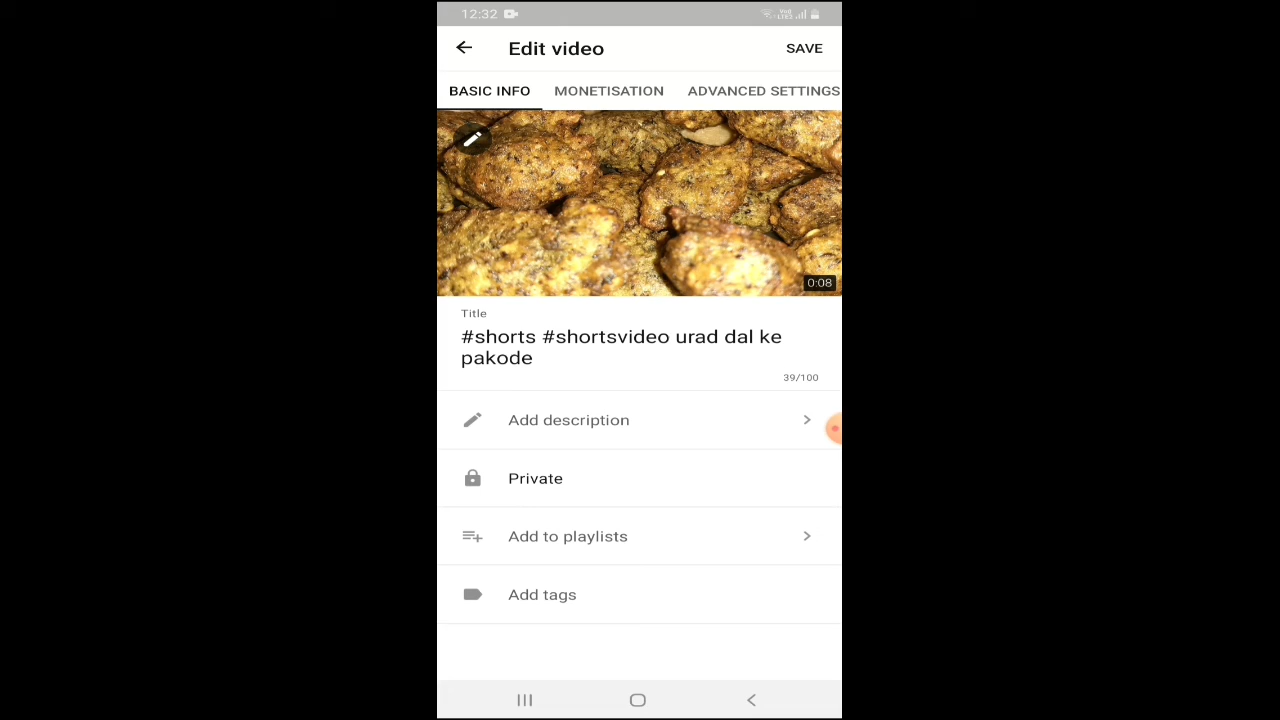 12:32
Edit video
SAVE
BASIC INFO
MONETISATION
ADVANCED SETTINGS
0:08
Title
#shorts #shortsvideo urad dal ke
pakode
39/100
Add description
Private
Add to playlists
Add tags